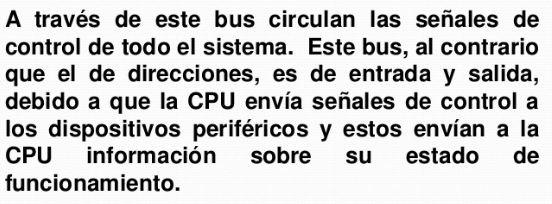 A través de este bus circulan las señales de
control de todo el sistema. Este bus, al contrario
que el de direcciones, es de entrada y salida,
debido a que la CPU envía señales de control a
los dispositivos periféricos y estos envían a la
CPU información sobre su estado de
funcionamiento.